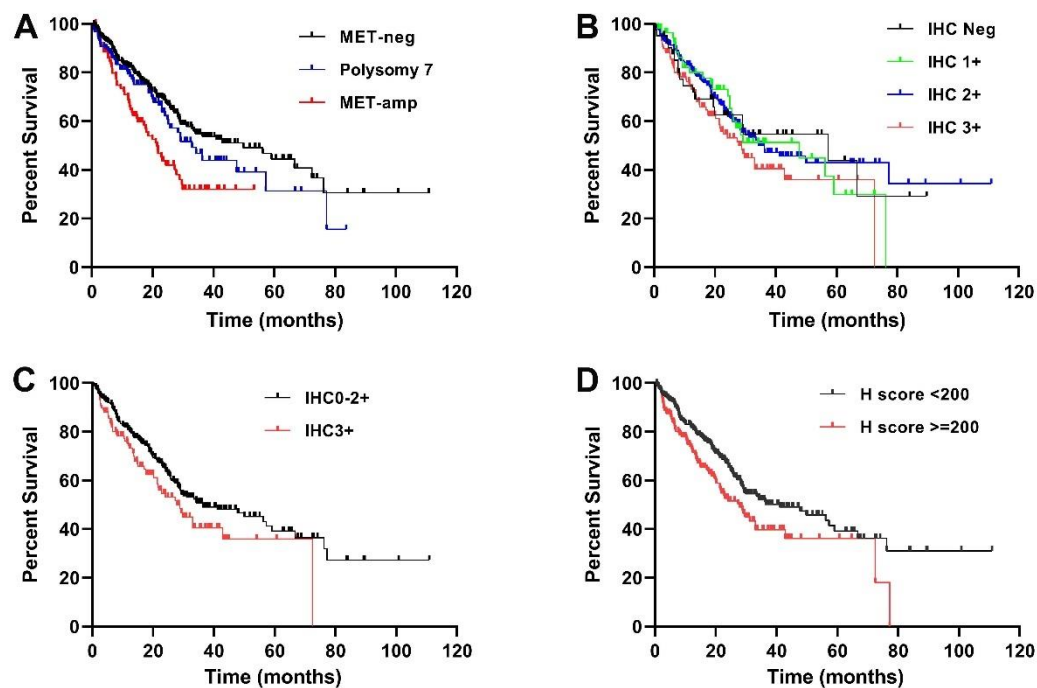 A
Percent Survival
100
80
60
40
20
0
MET-neg
Polysomy 7
MET-amp
0 20 40 60 80 100 120
Time (months)
B
Percent Survival
100
80
60
40
20
0
IHC Neg
IHC 1+
IHC 2+
IHC 3+
0 20 40 60 80 100 120
Time (months)
C
Percent Survival
100
80
60
40
20
0
IHC0-2+
IHC3+
0 20 40 60 80 100 120
Time (months)
D
Percent Survival
100
80
60
40
20
0
H score <200
H score >=200
0 20 40 60 80 100 120
Time (months)